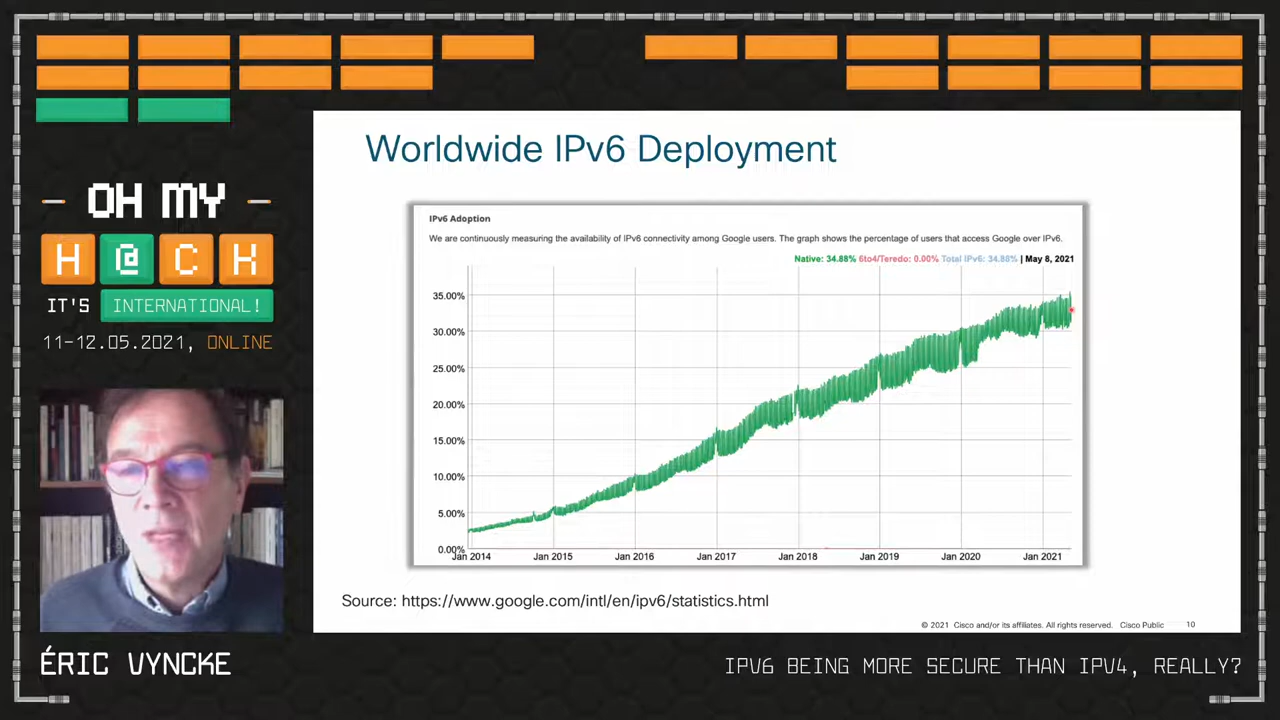 OH MY
H@CK
IT'S INTERNATIONAL!
11-12.05.2021, ONLINE
Worldwide IPv6 Deployment
IPv6 Adoption
We are continuously measuring the availability of IPv6 connectivity among Google users. The graph shows the percentage of users that access Google over IPv6.
Native: 34.88% 6to4/Teredo: 0.00% Total IPv6: 34.88% | May 8, 2021
35.00%
30.00%
25.00%
20.00%
15.00%
10.00%
5.00%
0.00%
Jan 2014 Jan 2015 Jan 2016 Jan 2017 Jan 2018 Jan 2019 Jan 2020 Jan 2021
Source: https://www.google.com/intl/en/ipv6/statistics.html
© 2021 Cisco and/or its affiliates. All rights reserved. Cisco Public 10
ÉRIC VYNCKE
IPV6 BEING MORE SECURE THAN IPV4, REALLY?